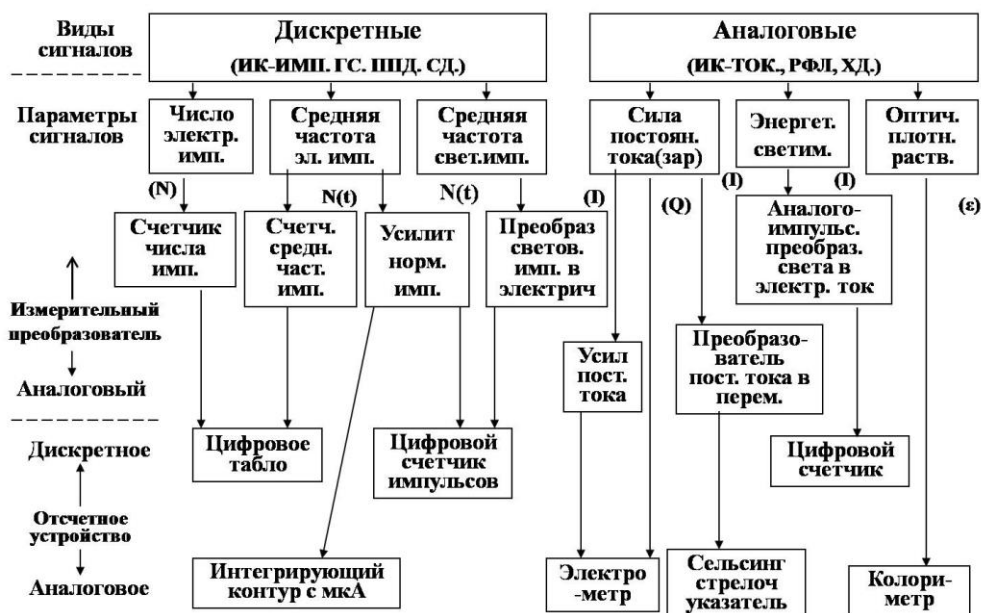 Виды
сигналов
Дискретные
(ИК-ИМП. ГС. ППД. СД.)
Аналоговые
(ИК-ТОК., РФЛ, ХД.)
Параметры
сигналов
Число
электр.
имп.
Средняя
частота
эл. имп.
Средняя
частота
свет.имп.
Сила
постоян.
тока(зар)
Энергет.
светим.
Оптич.
плотн.
раств.
(N)
N(t)
N(t)
(I)
(Q)
(I)
(I)
(ε)
Счетчик
числа
имп.
Счетч.
средн.
част.
имп.
Усилит
норм.
имп.
Преобраз
светов.
имп. в
электрич
Аналого-
импульс.
преобраз.
света в
электр. ток
Измерительный
преобразователь
Аналоговый
Усил
пост.
тока
Преобразо-
ватель
пост. тока в
перем.
Дискретное
Цифровое
табло
Цифровой
счетчик
импульсов
Цифровой
счетчик
Отсчетное
устройство
Аналоговое
Интегрирующий
контур с мкА
Электро
-метр
Сельсинг
стрелоч
указатель
Колори-
метр